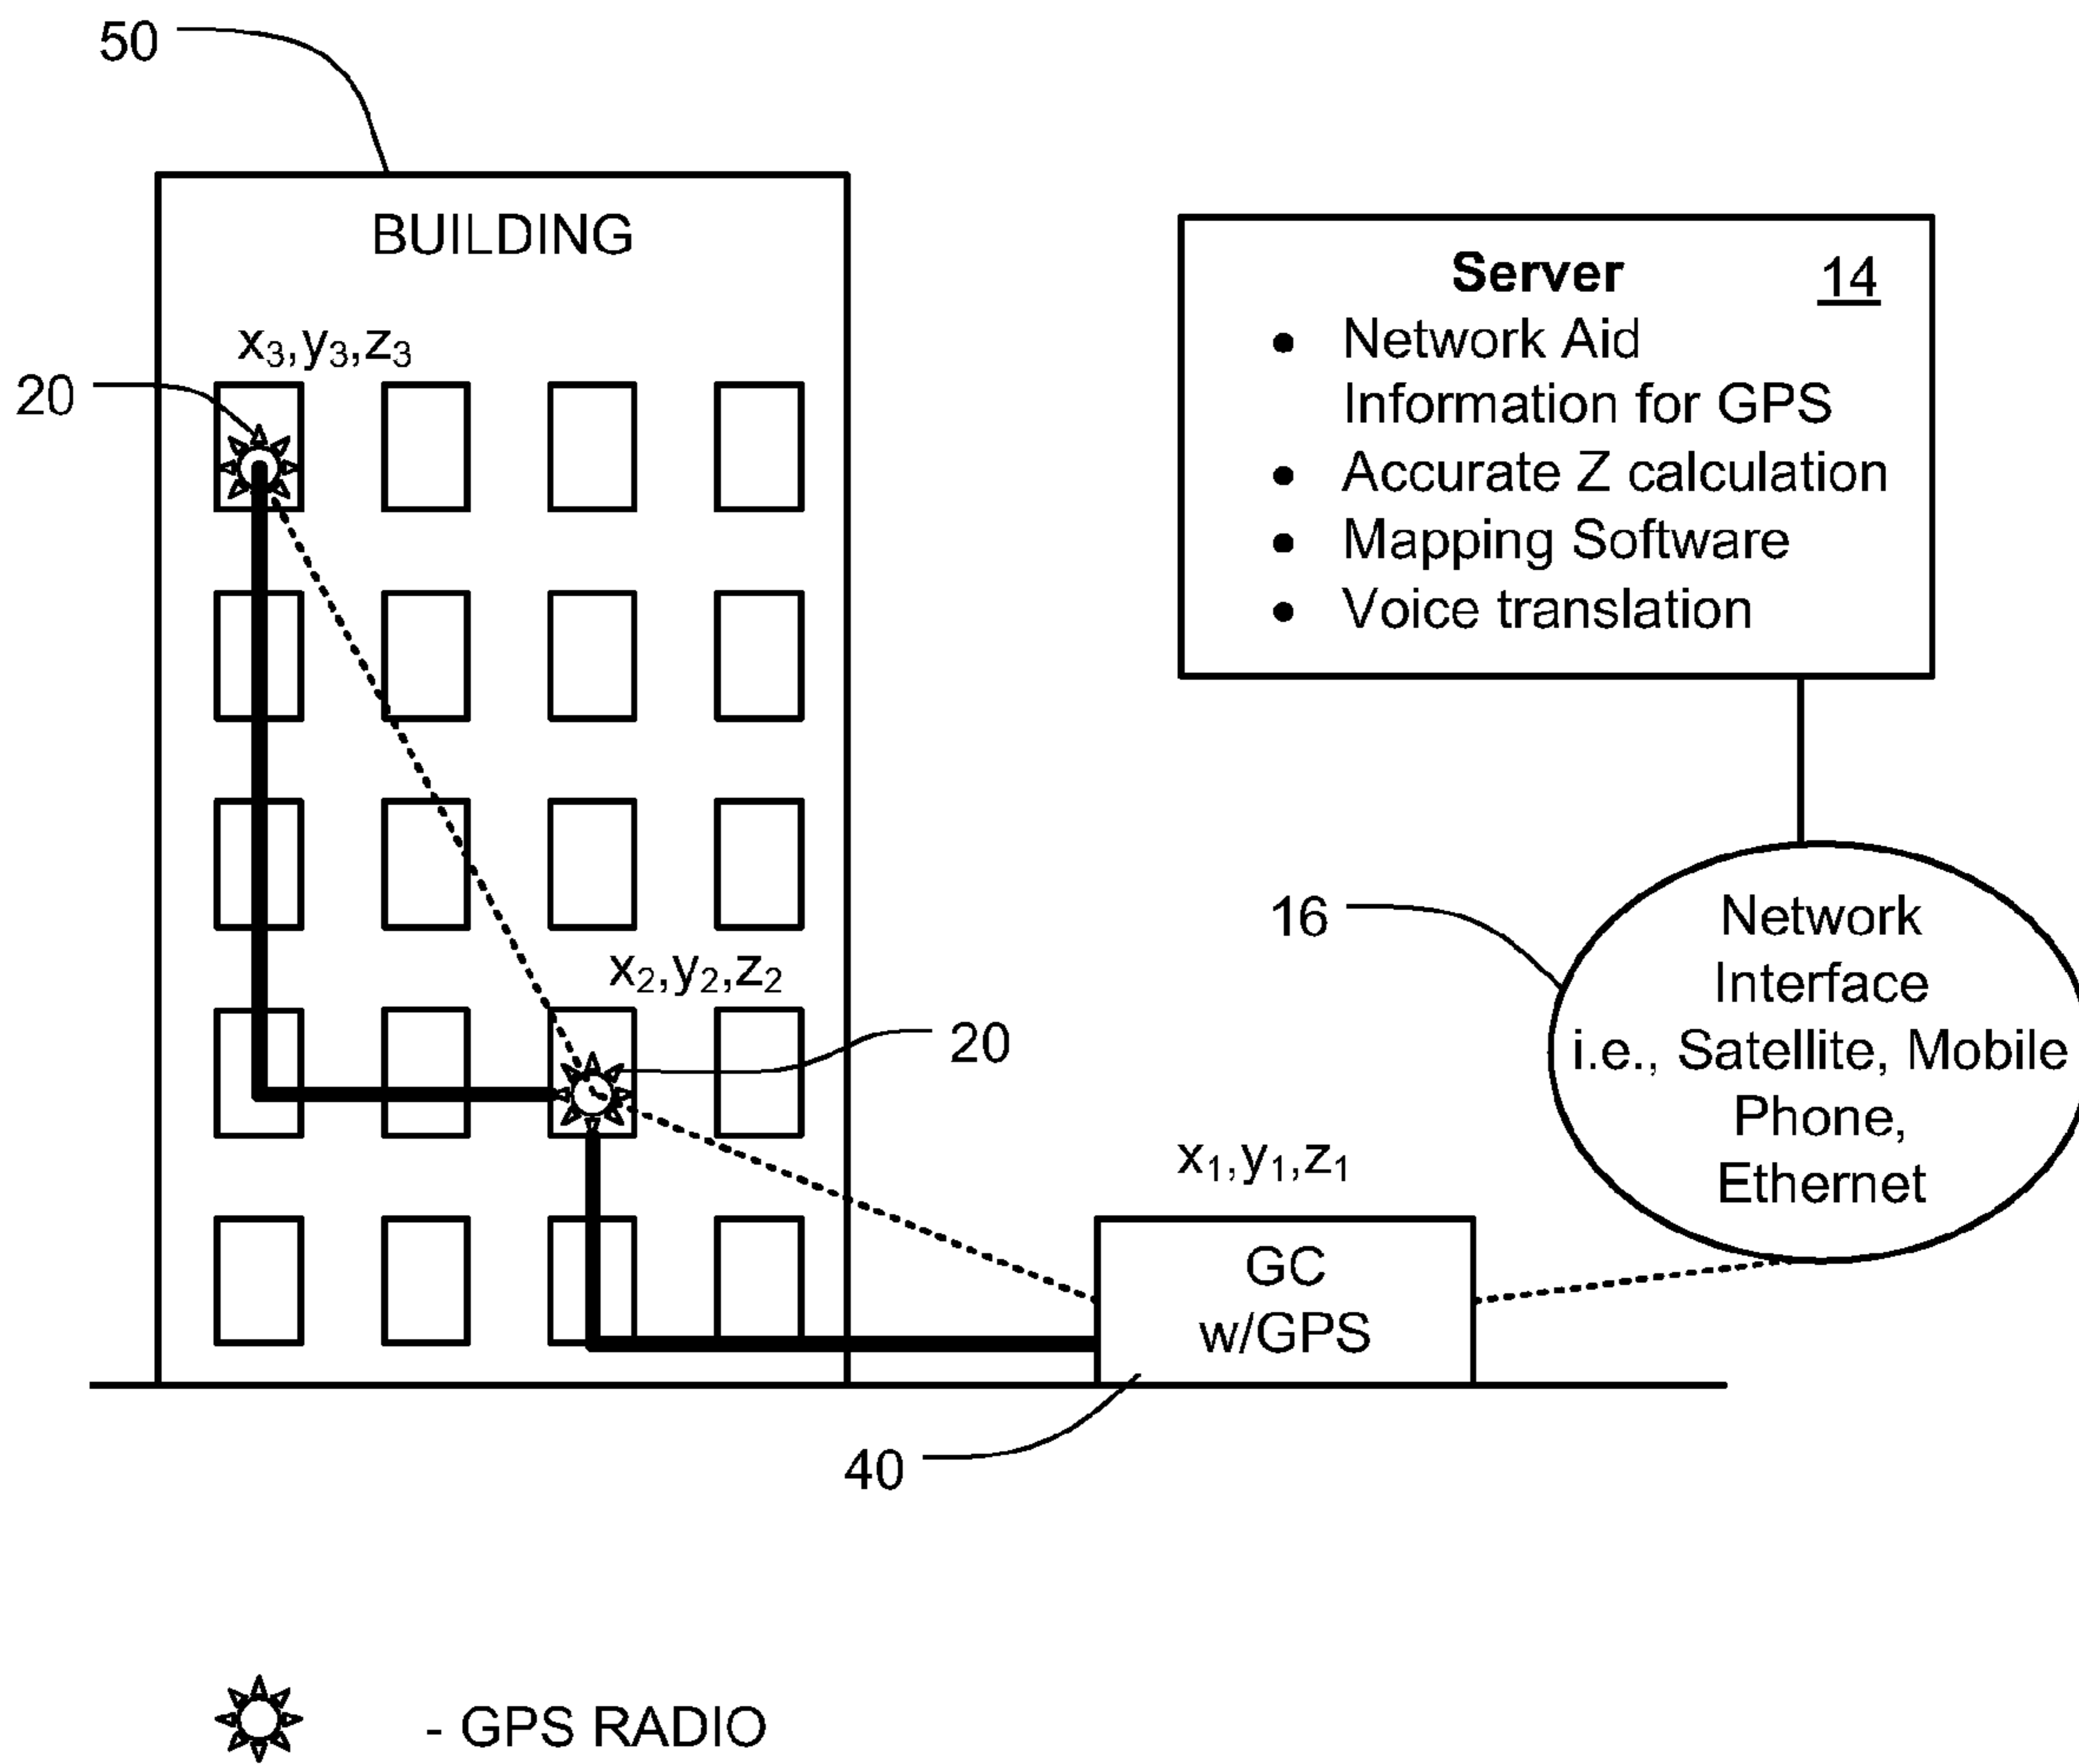 50
BUILDING
x₃,y₃,z₃
20
Server 14
• Network Aid
Information for GPS
• Accurate Z calculation
• Mapping Software
• Voice translation
16
Network
Interface
i.e., Satellite, Mobile
Phone,
Ethernet
x₂,y₂,z₂
20
x₁,y₁,z₁
GC
w/GPS
40
- GPS RADIO